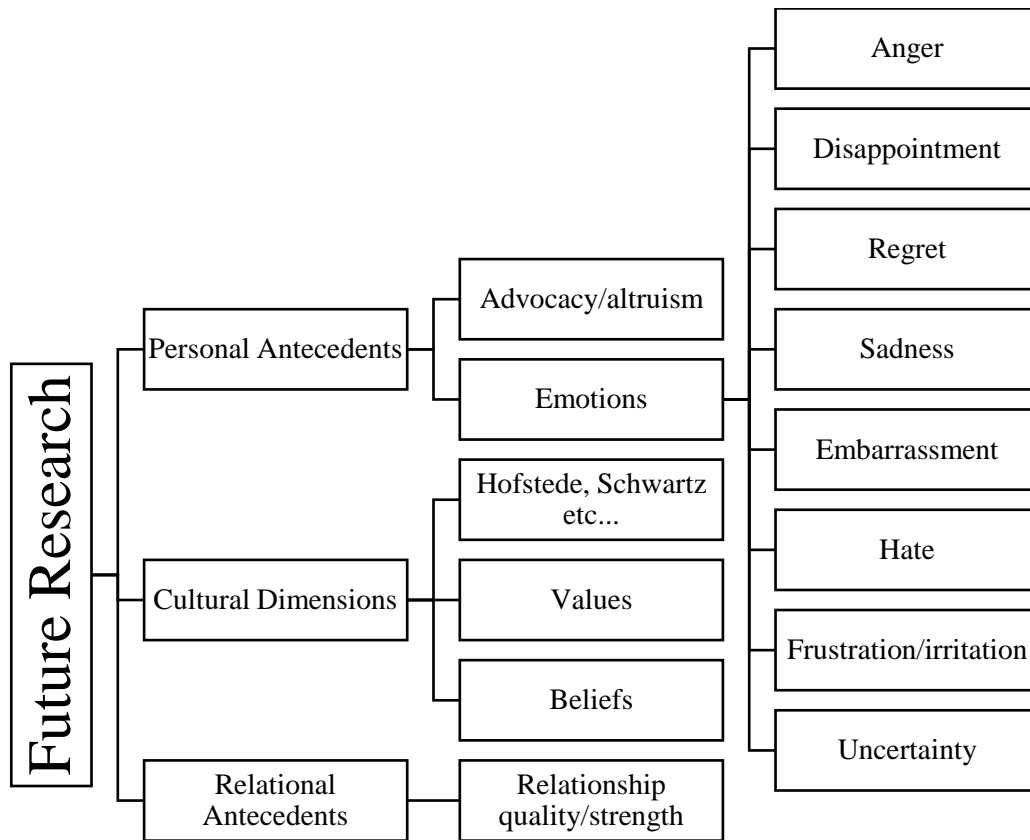 Future Research
Personal Antecedents
Advocacy/altruism
Emotions
Anger
Disappointment
Regret
Sadness
Embarrassment
Hate
Frustration/irritation
Uncertainty
Cultural Dimensions
Hofstede, Schwartz
etc...
Values
Beliefs
Relational
Antecedents
Relationship
quality/strength